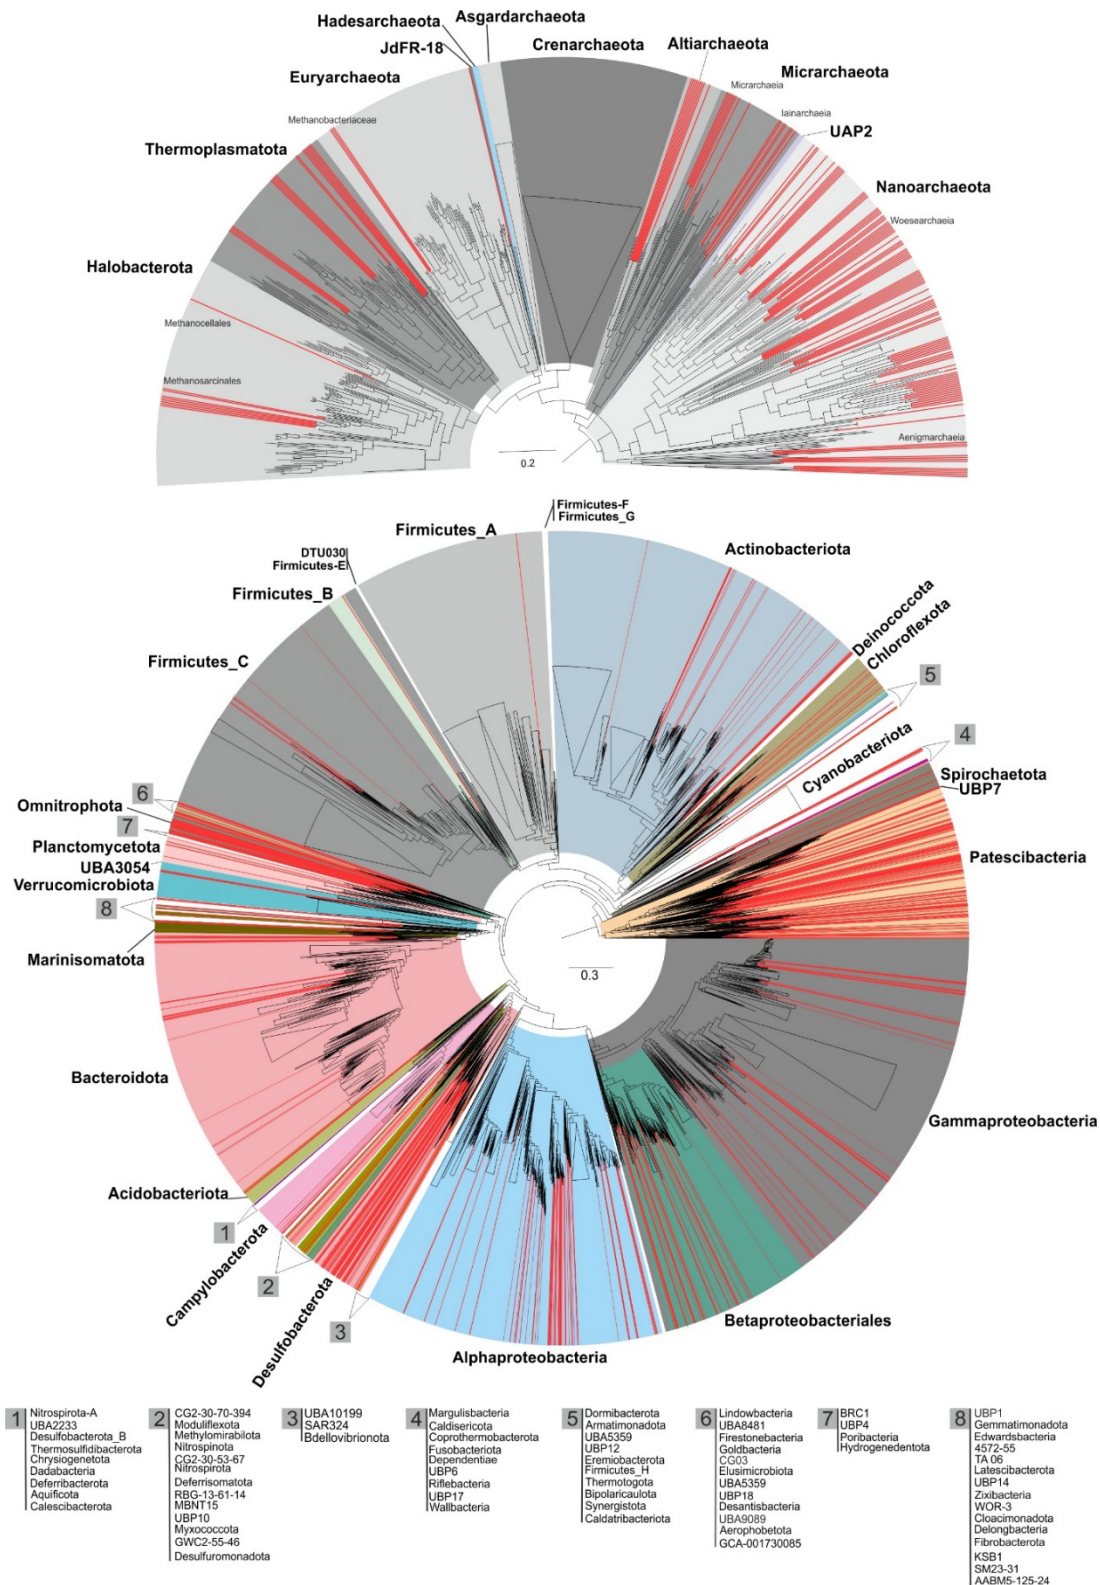 Hadesarchaeota
Asgardarchaeota
JdFR-18
Crenarchaeota
Altiarchaeota
Euryarchaeota
Micrarchaeota
Micrarchaeia
Iainarchaeia
Methanobacteriaceae
UAP2
Thermoplasmatota
Nanoarchaeota
Woesearchaeia
Halobacterota
Methanocellales
Methanosarcinales
Aenigmarchaeia
0.2
Firmicutes-F
Firmicutes_G
Firmicutes_A
Actinobacteriota
DTU030
Firmicutes-E
Firmicutes_B
Deinococcota
Chloroflexota
Firmicutes_C
5
4
Cyanobacteriota
Spirochaetota
UBP7
6
Omnitrophota
7
Planctomycetota
UBA3054
Verrucomicrobiota
Patescibacteria
8
Marinisomatota
0.3
Bacteroidota
Gammaproteobacteria
Acidobacteriota
1
Campylobacterota
2
Desulfobacterota
3
Alphaproteobacteria
Betaproteobacteriales
1
Nitrospirota-A
UBA2233
Desulfobacterota_B
Thermosulfidibacterota
Chrysiogenetota
Dadabacteria
Deferribacterota
Aquificota
Calescibacterota
2
CG2-30-70-394
Moduliflexota
Methylomirabilota
Nitrospinota
CG2-30-53-67
Nitrospirota
Deferrisomatota
RBG-13-61-14
MBNT15
UBP10
Myxococcota
GWC2-55-46
Desulfuromonadota
3
UBA10199
SAR324
Bdellovibrionota
4
Margulisbacteria
Caldisericota
Coprothermobacterota
Fusobacteriota
Dependentiae
UBP6
Riflebacteria
UBP17
Wallbacteria
5
Dormibacterota
Armatimonadota
UBA5359
UBP12
Eremiobacterota
Firmicutes_H
Thermotogota
Bipolaricaulota
Synergistota
Caldatribacteriota
6
Lindowbacteria
UBA8481
Firestonebacteria
Goldbacteria
CG03
Elusimicrobiota
UBA5359
UBP18
Desantisbacteria
UBA9089
Aerophobetota
GCA-001730085
7
BRC1
UBP4
Poribacteria
Hydrogenedentota
8
UBP1
Gemmatimonadota
Edwardsbacteria
4572-55
TA 06
Latescibacterota
UBP14
Zixibacteria
WOR-3
Cloacimonadota
Delongbacteria
Fibrobacterota
KSB1
SM23-31
AABM5-125-24